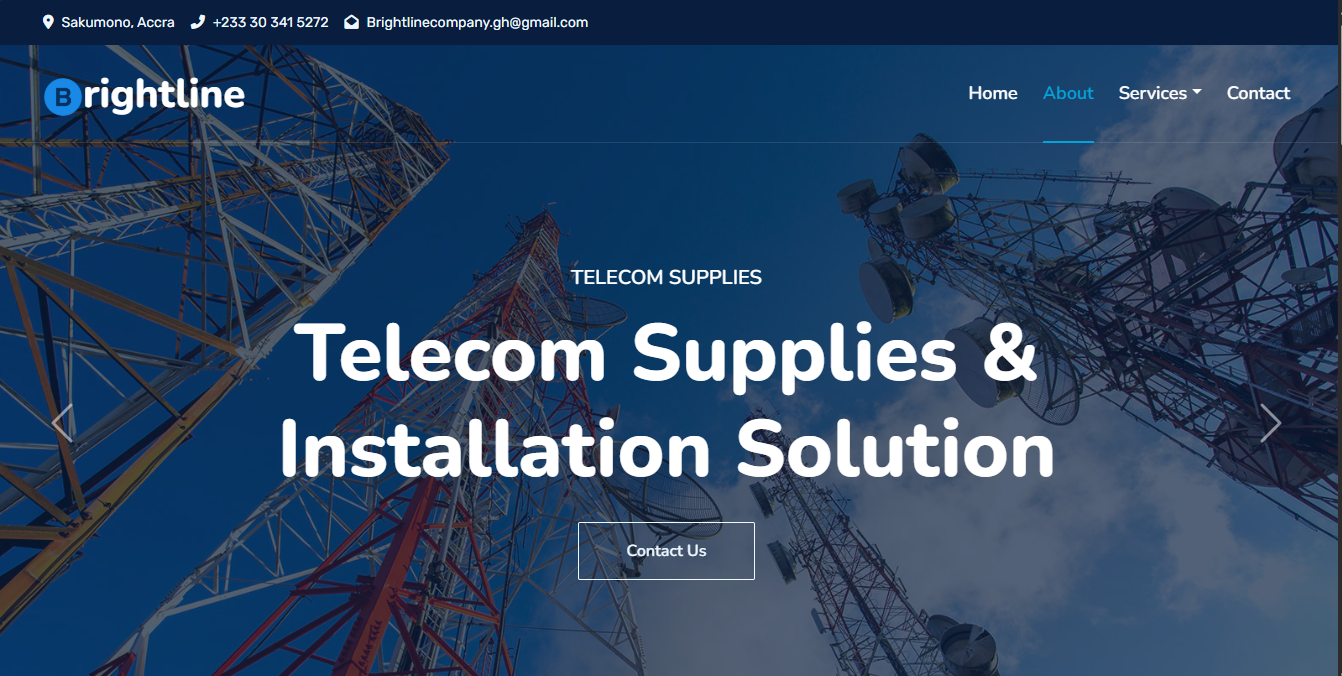 Sakumono, Accra +233 30 341 5272 Brightlinecompany.gh@gmail.com
Brightline Home About Services Contact
TELECOM SUPPLIES
Telecom Supplies &
Installation Solution
Contact Us